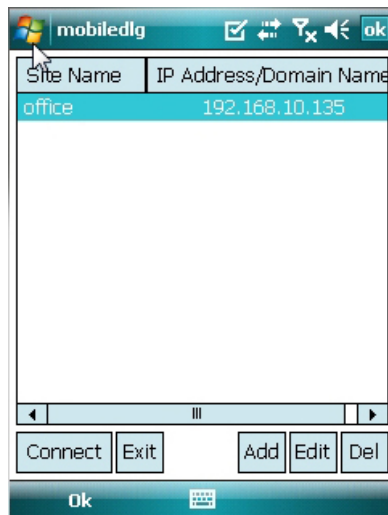 mobiledlg ok
Site Name IP Address/Domain Name
office 192.168.10.135
Connect Exit Add Edit Del
Ok